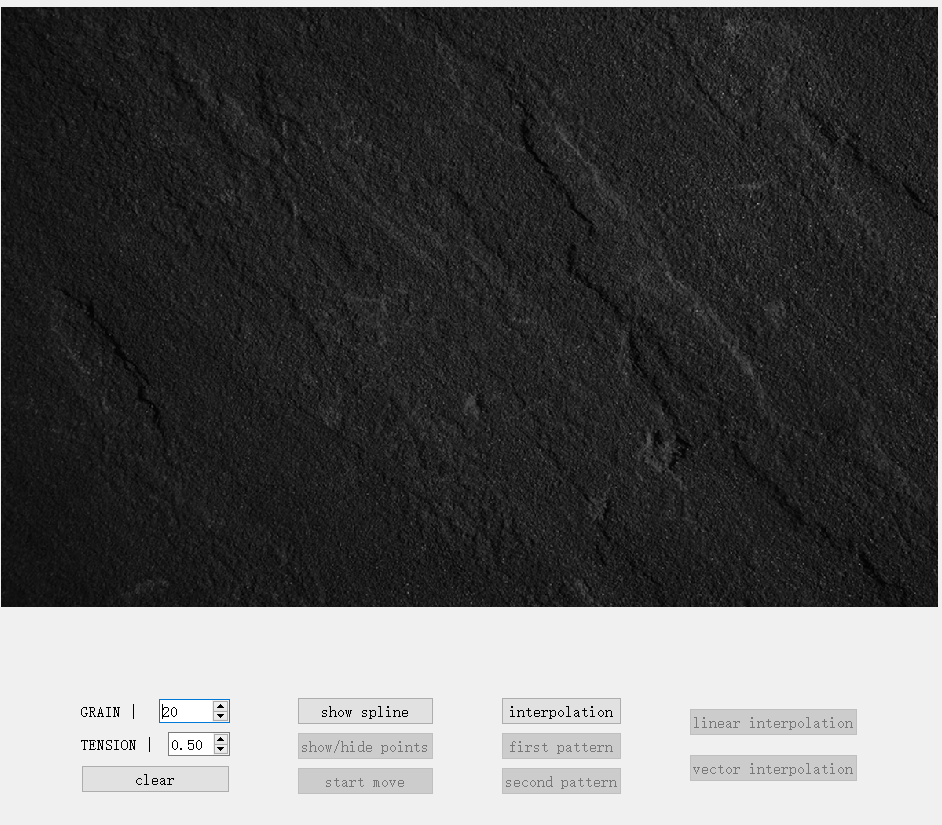 GRAIN |
20
TENSION |
0.50
clear
show spline
show/hide points
start move
interpolation
first pattern
second pattern
linear interpolation
vector interpolation